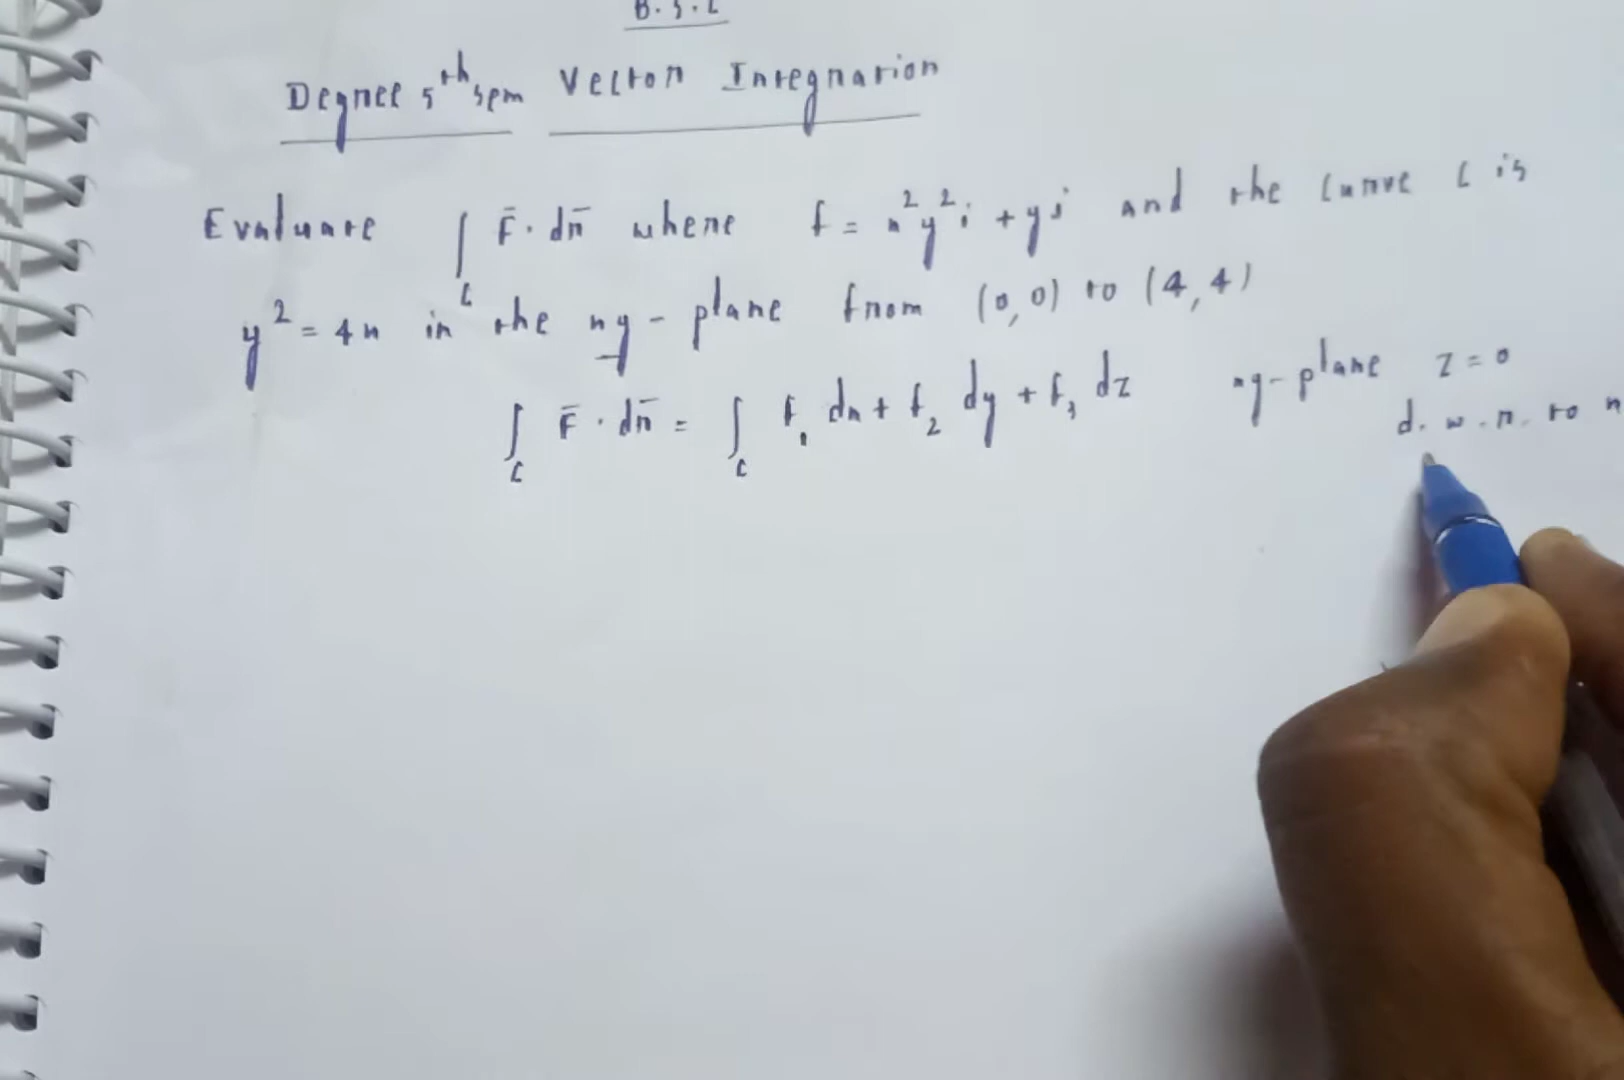 B.S.C
Degree 5th sem Vector Integration
Evaluate ∫_C F̄ · dr̄ where f = x²y²i + yj and the curve C is
y² = 4x in the xy-plane from (0,0) to (4,4)
∫_C F̄ · dr̄ = ∫_C f₁ dx + f₂ dy + f₃ dz xy-plane z = 0
d.w.r. to x